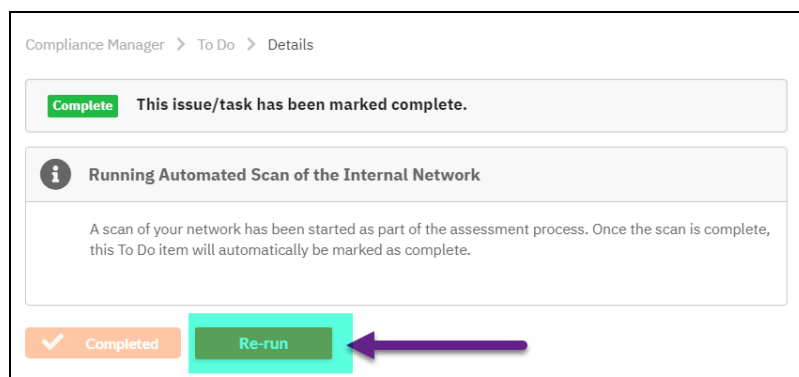 Compliance Manager > To Do > Details
Complete This issue/task has been marked complete.
Running Automated Scan of the Internal Network
A scan of your network has been started as part of the assessment process. Once the scan is complete,
this To Do item will automatically be marked as complete.
Completed Re-run